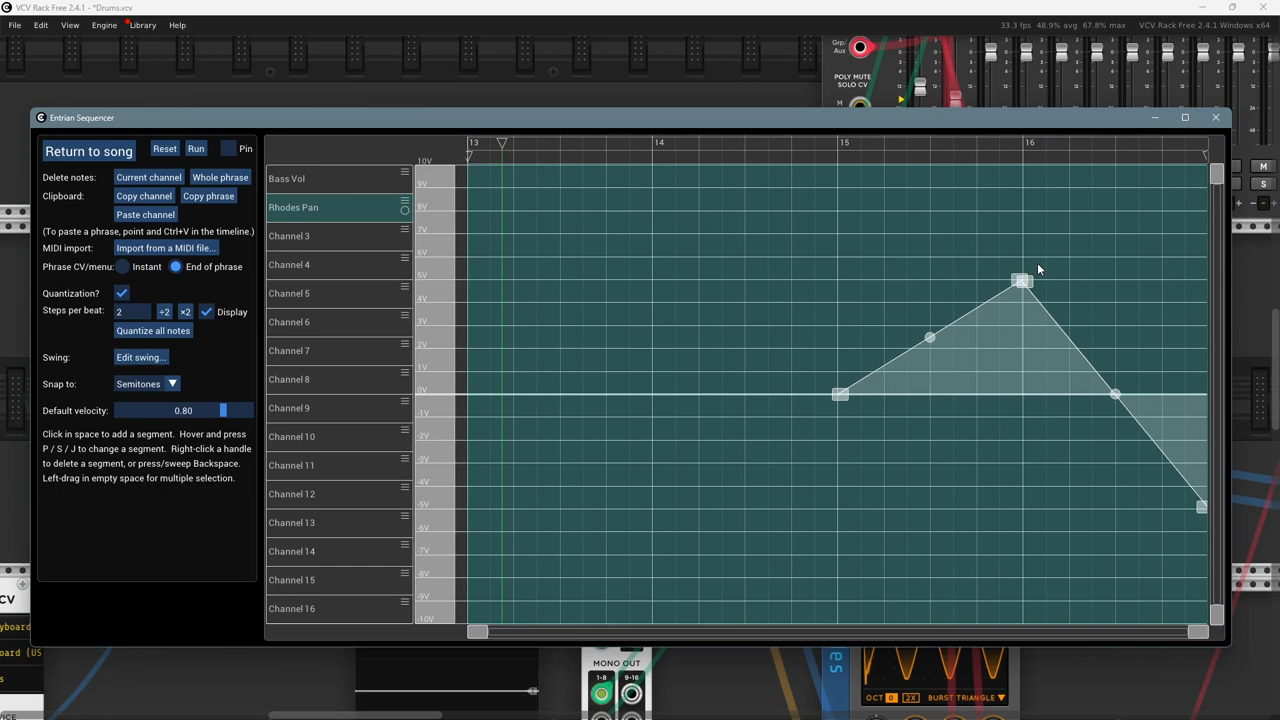 VCV Rack Free 2.4.1 - *Drums.vcv
File Edit View Engine Library Help
33.3 fps 48.9% avg 67.8% max VCV Rack Free 2.4.1 Windows x64
Grp/
Aux
POLY MUTE
SOLO CV
M
M
S
Entrian Sequencer
Return to song Reset Run Pin
Delete notes: Current channel Whole phrase
Clipboard: Copy channel Copy phrase
Paste channel
(To paste a phrase, point and Ctrl+V in the timeline.)
MIDI import: Import from a MIDI file...
Phrase CV/menu: Instant End of phrase
Quantization?
Steps per beat: 2 ÷2 ×2 Display
Quantize all notes
Swing: Edit swing...
Snap to: Semitones
Default velocity: 0.80
Click in space to add a segment. Hover and press
P / S / J to change a segment. Right-click a handle
to delete a segment, or press/sweep Backspace.
Left-drag in empty space for multiple selection.
13 14 15 16
Bass Vol
Rhodes Pan
Channel 3
Channel 4
Channel 5
Channel 6
Channel 7
Channel 8
Channel 9
Channel 10
Channel 11
Channel 12
Channel 13
Channel 14
Channel 15
Channel 16
10V
9V
8V
7V
6V
5V
4V
3V
2V
1V
0V
-1V
-2V
-3V
-4V
-5V
-6V
-7V
-8V
-9V
-10V
CV
MONO OUT
1-8 9-16
OCT 0 2X BURST TRIANGLE